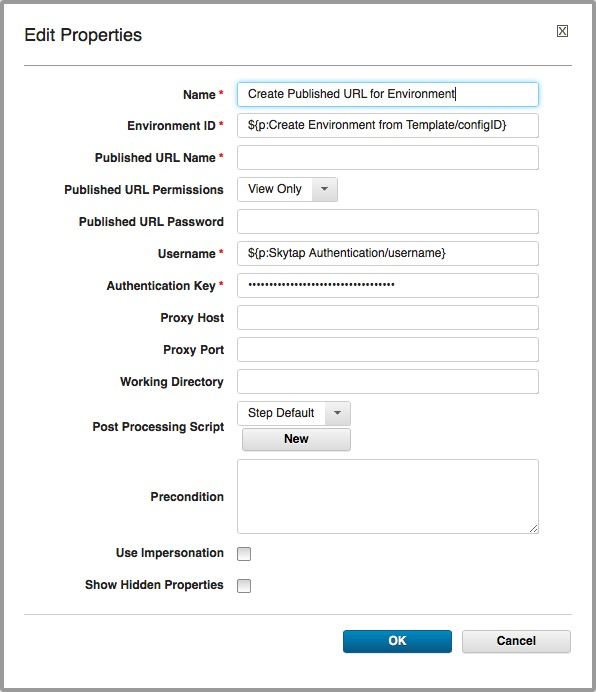 Edit Properties
Name *
Create Published URL for Environment
Environment ID *
${p:Create Environment from Template/configID}
Published URL Name *
Published URL Permissions
View Only
Published URL Password
Username *
${p:Skytap Authentication/username}
Authentication Key *
••••••••••••••••••••••••••••••••••••
Proxy Host
Proxy Port
Working Directory
Post Processing Script
Step Default
New
Precondition
Use Impersonation
Show Hidden Properties
OK
Cancel